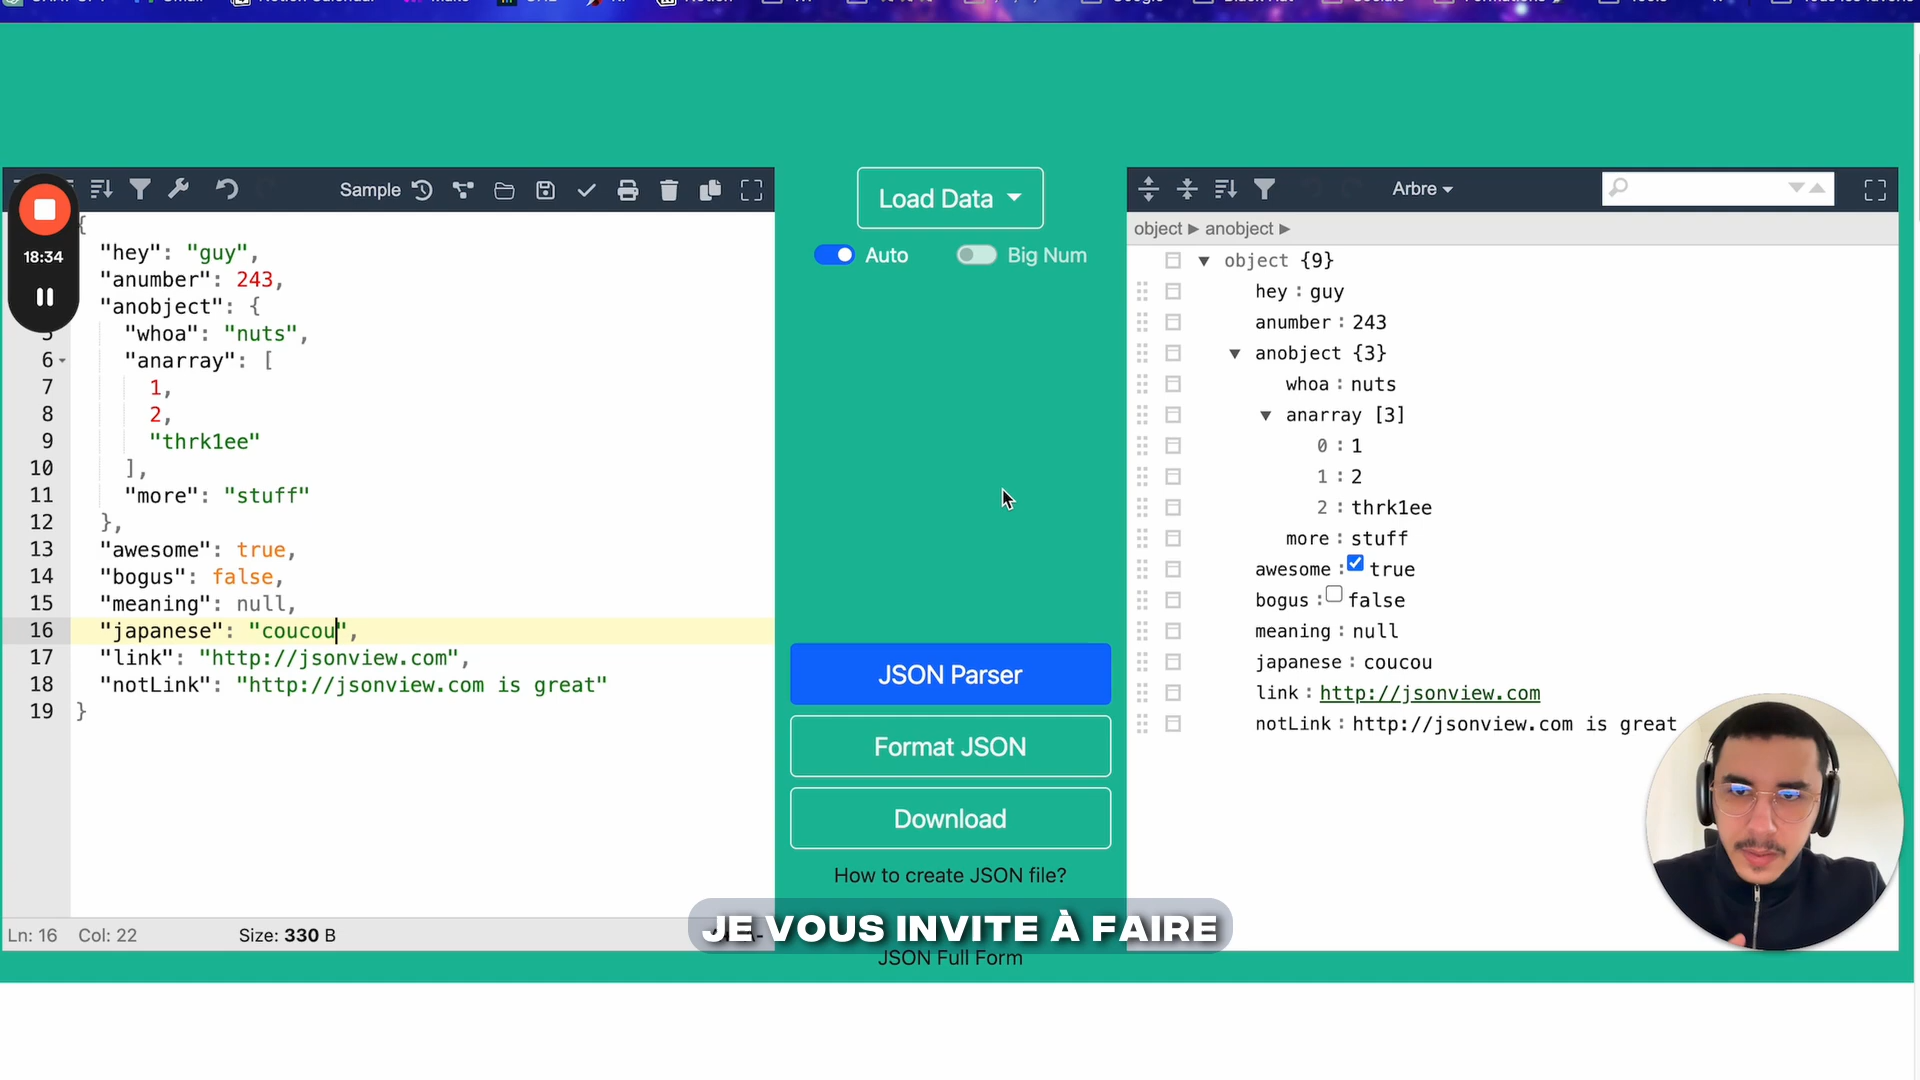 Sample
Load Data
Arbre
18:34
Auto
Big Num
object ▶ anobject ▶
{
"hey": "guy",
"anumber": 243,
"anobject": {
"whoa": "nuts",
6 "anarray": [
7 1,
8 2,
9 "thrk1ee"
10 ],
11 "more": "stuff"
12 },
13 "awesome": true,
14 "bogus": false,
15 "meaning": null,
16 "japanese": "coucou",
17 "link": "http://jsonview.com",
18 "notLink": "http://jsonview.com is great"
19 }
Ln: 16 Col: 22 Size: 330 B
JSON Parser
Format JSON
Download
How to create JSON file?
JE VOUS INVITE À FAIRE
JSON Full Form
object {9}
hey : guy
anumber : 243
anobject {3}
whoa : nuts
anarray [3]
0 : 1
1 : 2
2 : thrk1ee
more : stuff
awesome : true
bogus : false
meaning : null
japanese : coucou
link : http://jsonview.com
notLink : http://jsonview.com is great